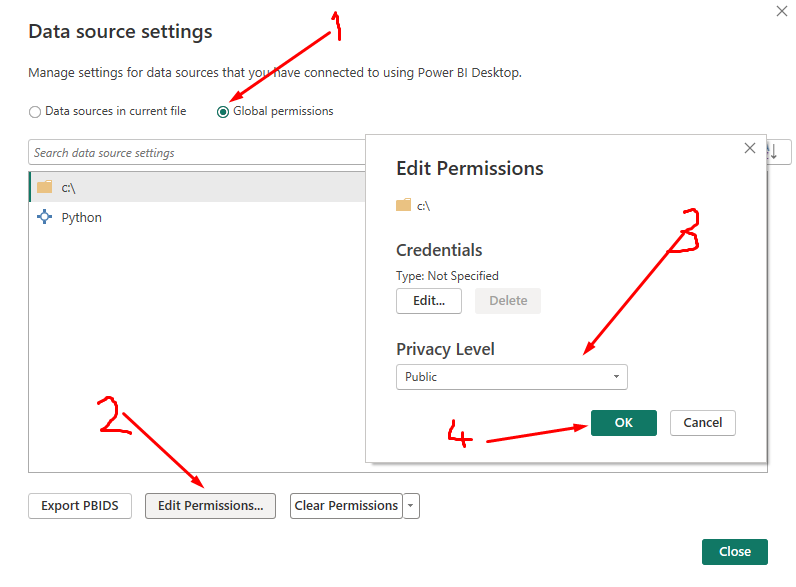 Data source settings
1
Manage settings for data sources that you have connected to using Power BI Desktop.
Data sources in current file
Global permissions
Search data source settings
c:\
Python
Edit Permissions
c:\
Credentials
3
Type: Not Specified
Edit...
Delete
Privacy Level
Public
2
4
OK
Cancel
Export PBIDS
Edit Permissions...
Clear Permissions
Close